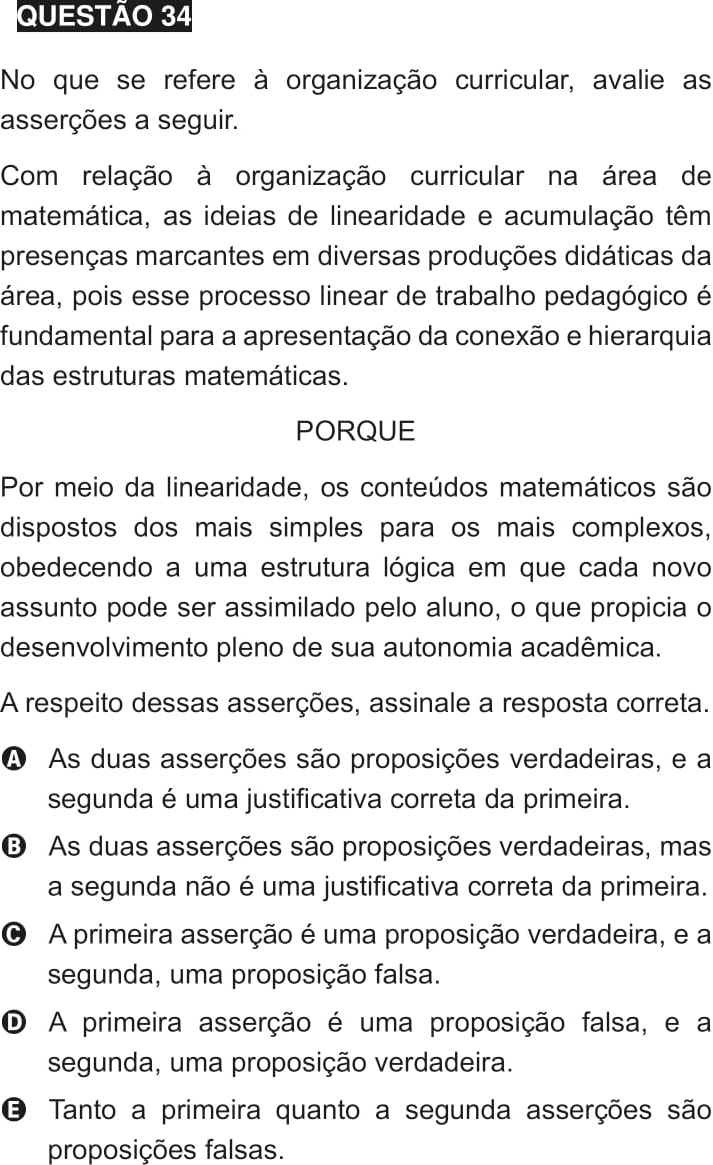 QUESTÃO 34
No que se refere à organização curricular, avalie as
asserções a seguir.
Com relação à organização curricular na área de
matemática, as ideias de linearidade e acumulação têm
presenças marcantes em diversas produções didáticas da
área, pois esse processo linear de trabalho pedagógico é
fundamental para a apresentação da conexão e hierarquia
das estruturas matemáticas.
PORQUE
Por meio da linearidade, os conteúdos matemáticos são
dispostos dos mais simples para os mais complexos,
obedecendo a uma estrutura lógica em que cada novo
assunto pode ser assimilado pelo aluno, o que propicia o
desenvolvimento pleno de sua autonomia acadêmica.
A respeito dessas asserções, assinale a resposta correta.
A As duas asserções são proposições verdadeiras, e a
segunda é uma justificativa correta da primeira.
B As duas asserções são proposições verdadeiras, mas
a segunda não é uma justificativa correta da primeira.
C A primeira asserção é uma proposição verdadeira, e a
segunda, uma proposição falsa.
D A primeira asserção é uma proposição falsa, e a
segunda, uma proposição verdadeira.
E Tanto a primeira quanto a segunda asserções são
proposições falsas.